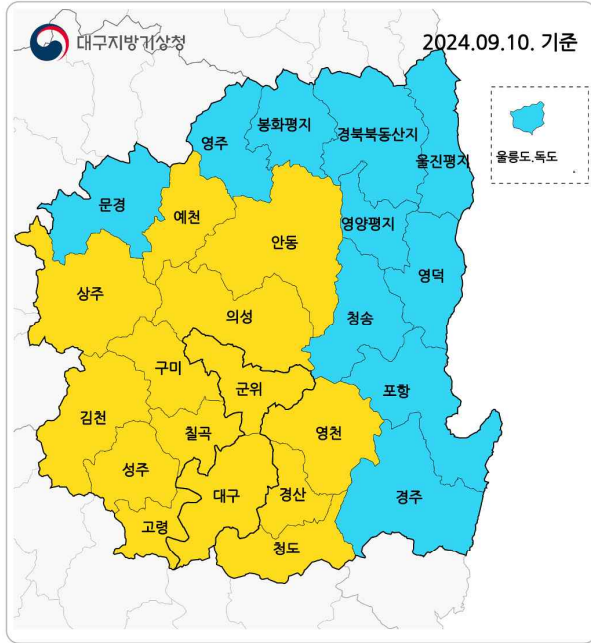 대구지방기상청
2024.09.10. 기준
봉화평지
경북북동산지
영주
울진평지
울릉도.독도
문경
예천
영양평지
안동
영덕
상주
의성
청송
구미
군위
포항
김천
칠곡
영천
성주
대구
경산
경주
고령
청도